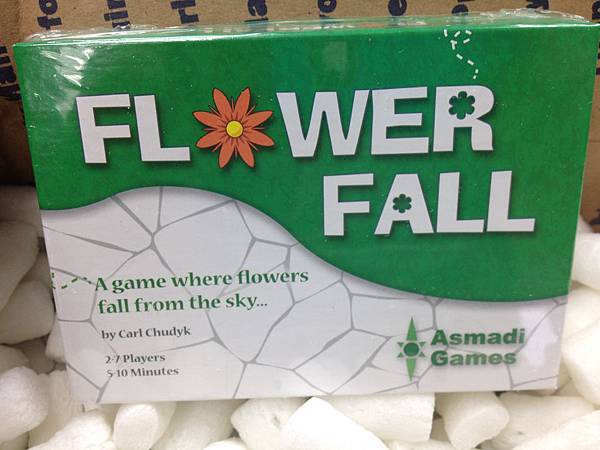 FLOWER
FALL
A game where flowers
fall from the sky...
by Carl Chudyk
2-7 Players
5-10 Minutes
Asmadi
Games